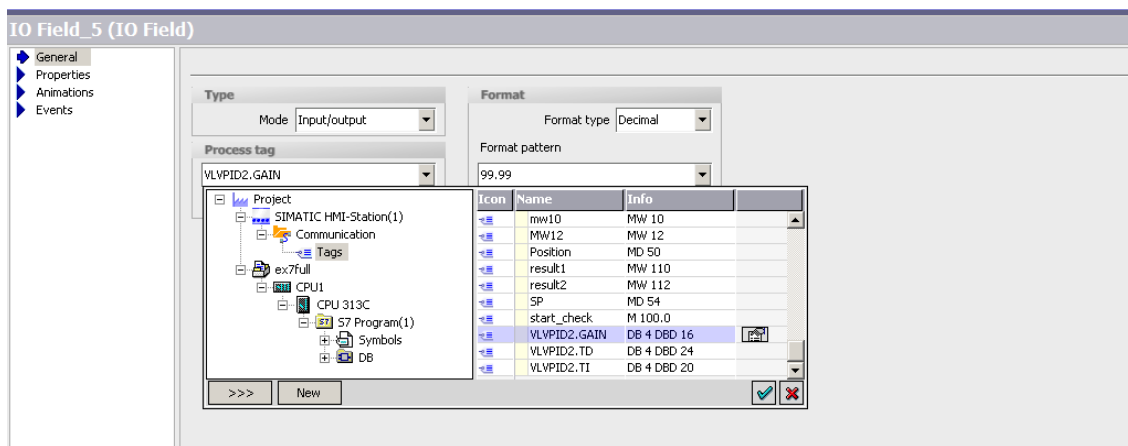 IO Field_5 (IO Field)
General
Properties
Animations
Events
Type
Mode Input/output
Process tag
VLVPID2.GAIN
Format
Format type Decimal
Format pattern
99.99
Project
SIMATIC HMI-Station(1)
Communication
Tags
ex7full
CPU1
CPU 313C
S7 Program(1)
Symbols
DB
Icon Name Info
mw10 MW 10
MW12 MW 12
Position MD 50
result1 MW 110
result2 MW 112
SP MD 54
start_check M 100.0
VLVPID2.GAIN DB 4 DBD 16
VLVPID2.TD DB 4 DBD 24
VLVPID2.TI DB 4 DBD 20
>>> New